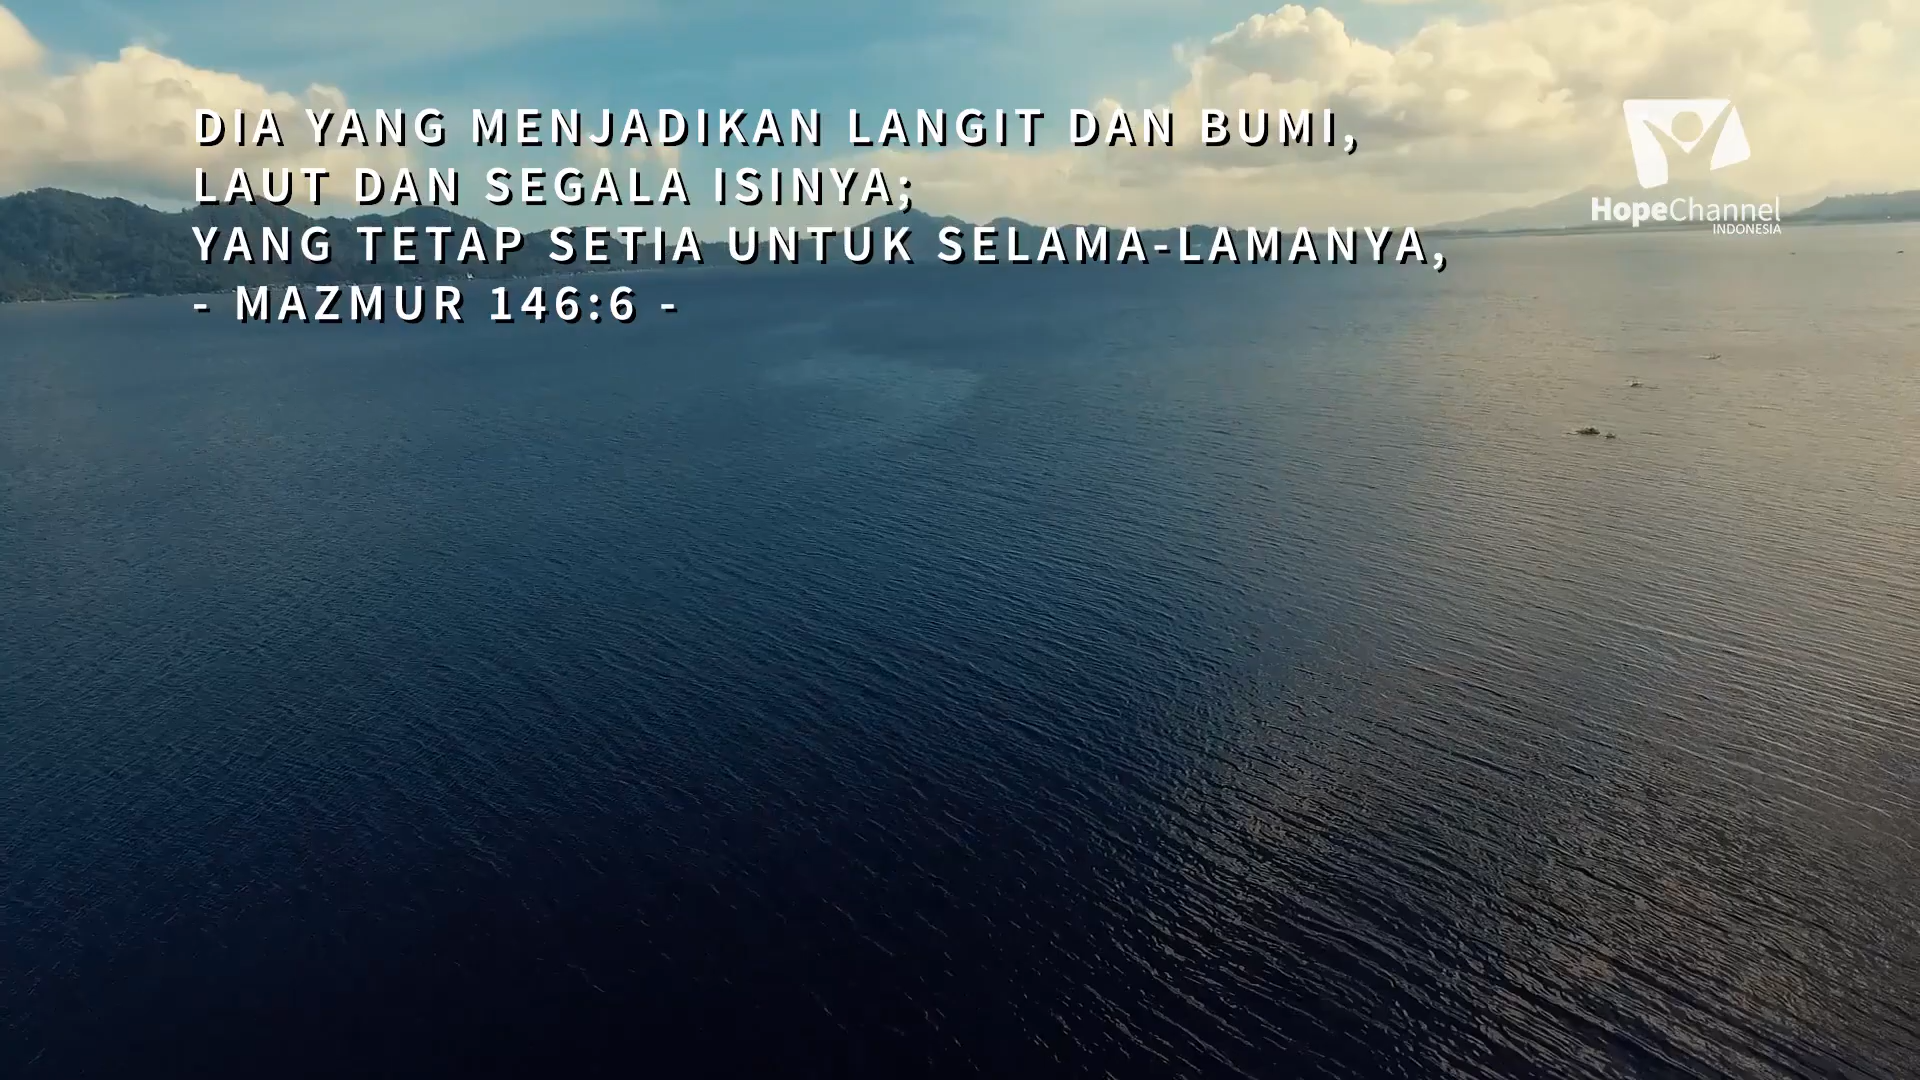 DIA YANG MENJADIKAN LANGIT DAN BUMI,
LAUT DAN SEGALA ISINYA;
YANG TETAP SETIA UNTUK SELAMA-LAMANYA,
- MAZMUR 146:6 -
HopeChannel
INDONESIA